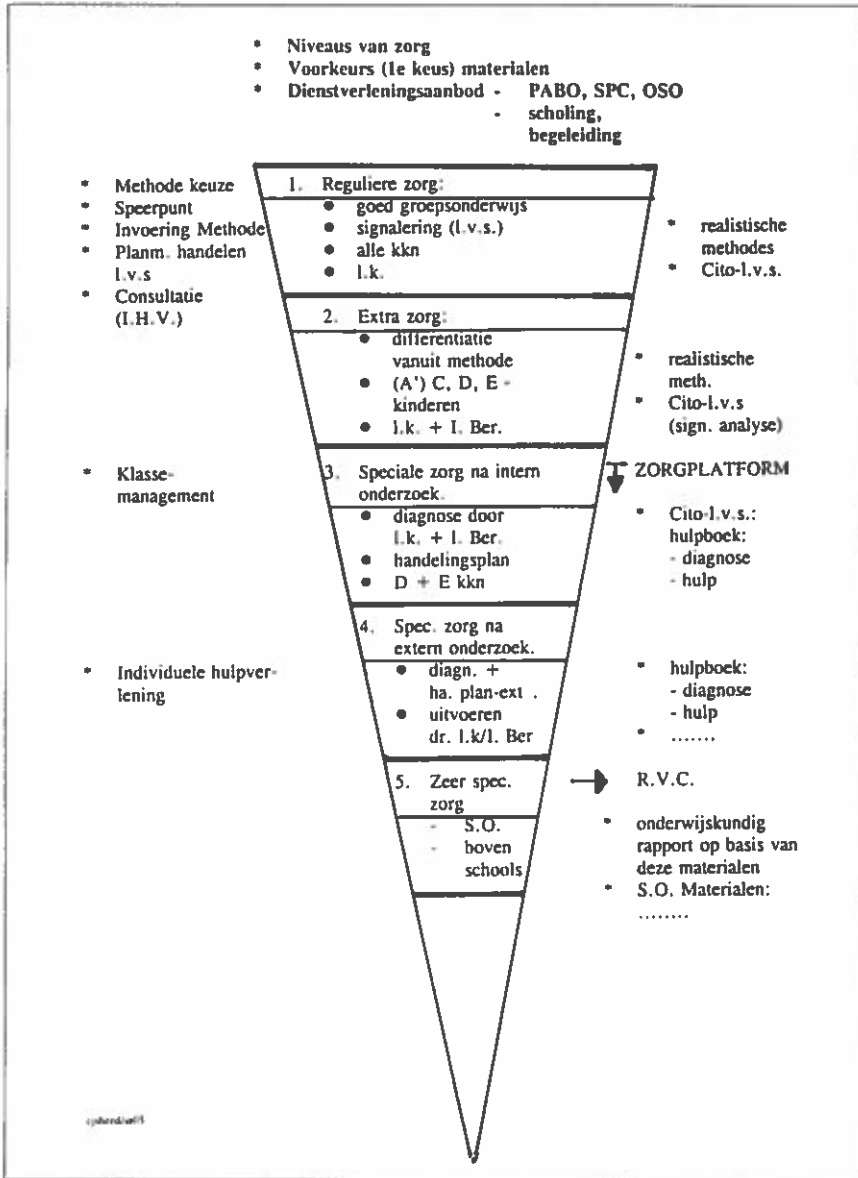 * Niveaus van zorg
* Voorkeurs (1e keus) materialen
* Dienstverleningsaanbod - PABO, SPC, OSO
- scholing,
begeleiding
* Methode keuze
* Speerpunt
* Invoering Methode
* Planm. handelen
l.v.s
* Consultatie
(I.H.V.)
1. Reguliere zorg:
● goed groepsonderwijs
● signalering (l.v.s.)
● alle kkn
● l.k.
* realistische
methodes
* Cito-l.v.s.
2. Extra zorg:
● differentiatie
vanuit methode
● (A') C, D, E -
kinderen
● l.k. + I. Ber.
* realistische
meth.
* Cito-l.v.s
(sign. analyse)
* Klasse-
management
3. Speciale zorg na intern
onderzoek.
● diagnose door
l.k. + I. Ber.
● handelingsplan
● D + E kkn
ZORGPLATFORM
* Cito-l.v.s.:
hulpboek:
- diagnose
- hulp
4. Spec. zorg na
extern onderzoek.
● diagn. +
ha. plan-ext .
● uitvoeren
dr. l.k/I. Ber
* Individuele hulpver-
lening
* hulpboek:
- diagnose
- hulp
* .......
5. Zeer spec.
zorg
- S.O.
- boven
schools
R.V.C.
* onderwijskundig
rapport op basis van
deze materialen
* S.O. Materialen:
........